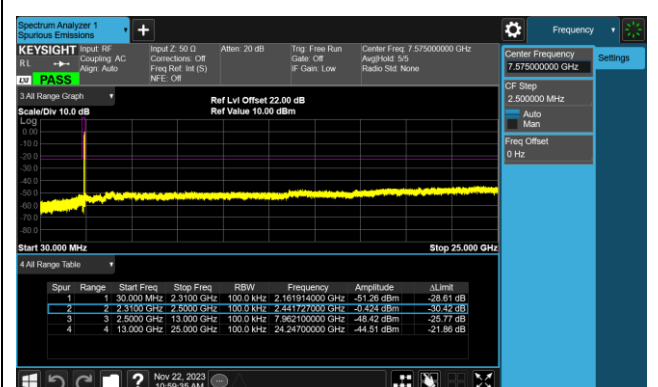 Spectrum Analyzer 1
Spurious Emissions
Frequency
KEYSIGHT Input: RF Input Z: 50 Ω Atten: 20 dB Trig: Free Run Center Freq: 7.575000000 GHz
RL Coupling: AC Corrections: Off Gate: Off Avg|Hold: 5/5
Align: Auto Freq Ref: Int (S) IF Gain: Low Radio Std: None
LXI PASS NFE: Off
Center Frequency
7.575000000 GHz
Settings
CF Step
2.500000 MHz
Auto
Man
Freq Offset
0 Hz
3 All Range Graph
Scale/Div 10.0 dB
Ref Lvl Offset 22.00 dB
Ref Value 10.00 dBm
Log
0.00
-10.0
-20.0
-30.0
-40.0
-50.0
-60.0
-70.0
-80.0
Start 30.000 MHz Stop 25.000 GHz
4 All Range Table
Spur Range Start Freq Stop Freq RBW Frequency Amplitude ΔLimit
1 1 30.000 MHz 2.3100 GHz 100.0 kHz 2.161914000 GHz -51.26 dBm -28.61 dB
2 2 2.3100 GHz 2.5000 GHz 100.0 kHz 2.441727000 GHz -0.424 dBm -30.42 dB
3 3 2.5000 GHz 13.000 GHz 100.0 kHz 7.962100000 GHz -48.42 dBm -25.77 dB
4 4 13.000 GHz 25.000 GHz 100.0 kHz 24.24700000 GHz -44.51 dBm -21.86 dB
Nov 22, 2023
10:59:35 AM